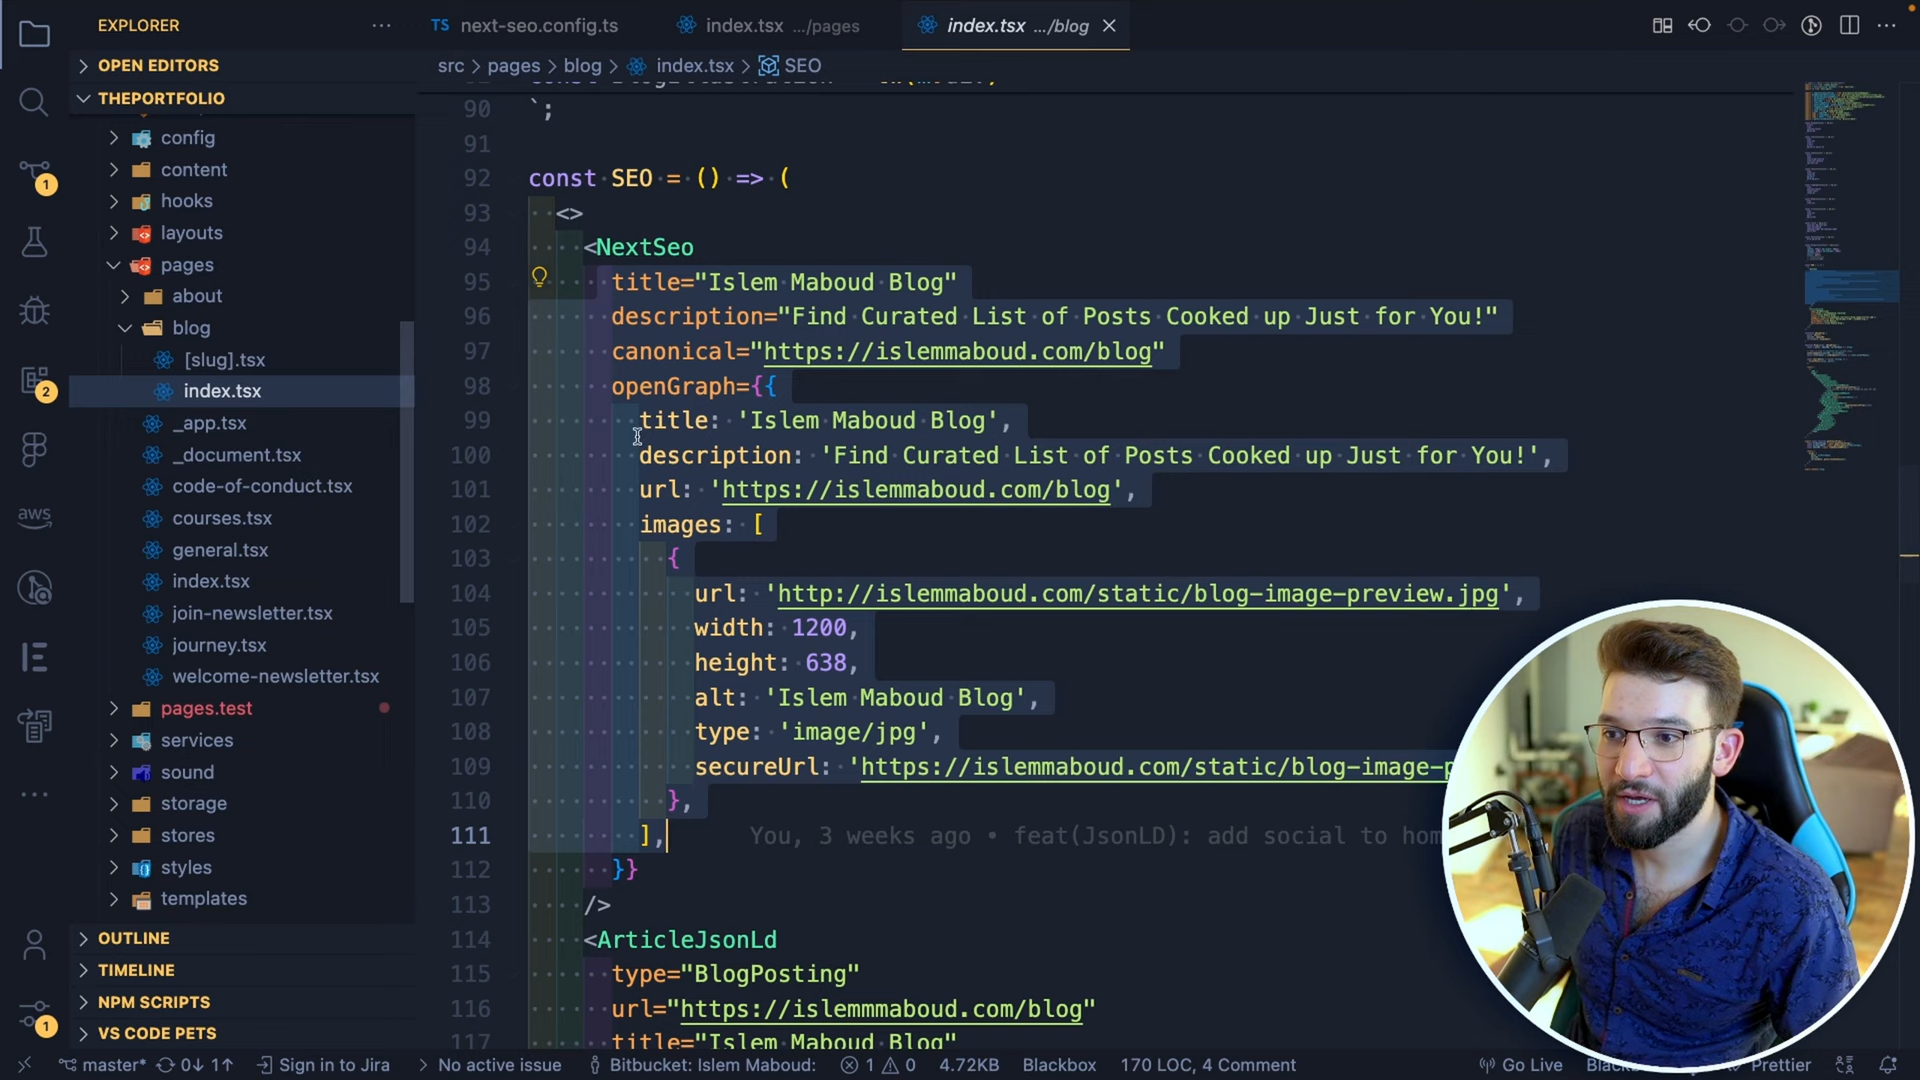 EXPLORER
OPEN EDITORS
THEPORTFOLIO
config
content
hooks
layouts
pages
about
blog
[slug].tsx
index.tsx
_app.tsx
_document.tsx
code-of-conduct.tsx
courses.tsx
general.tsx
index.tsx
join-newsletter.tsx
journey.tsx
welcome-newsletter.tsx
pages.test
services
sound
storage
stores
styles
templates
OUTLINE
TIMELINE
NPM SCRIPTS
VS CODE PETS
1
2
aws
1
TS next-seo.config.ts
index.tsx .../pages
index.tsx .../blog
src > pages > blog > index.tsx > SEO
90 `;
91
92 const SEO = () => (
93 <>
94 <NextSeo
95 title="Islem Maboud Blog"
96 description="Find Curated List of Posts Cooked up Just for You!"
97 canonical="https://islemmaboud.com/blog"
98 openGraph={{
99 title: 'Islem Maboud Blog',
100 description: 'Find Curated List of Posts Cooked up Just for You!',
101 url: 'https://islemmaboud.com/blog',
102 images: [
103 {
104 url: 'http://islemmaboud.com/static/blog-image-preview.jpg',
105 width: 1200,
106 height: 638,
107 alt: 'Islem Maboud Blog',
108 type: 'image/jpg',
109 secureUrl: 'https://islemmaboud.com/static/blog-image-p
110 },
111 ], You, 3 weeks ago • feat(JsonLD): add social to hom
112 }}
113 />
114 <ArticleJsonLd
115 type="BlogPosting"
116 url="https://islemmmaboud.com/blog"
117 title="Islem Maboud Blog"
master* 0↓ 1↑ Sign in to Jira No active issue Bitbucket: Islem Maboud: 1 0 4.72KB Blackbox 170 LOC, 4 Comment Go Live Prettier